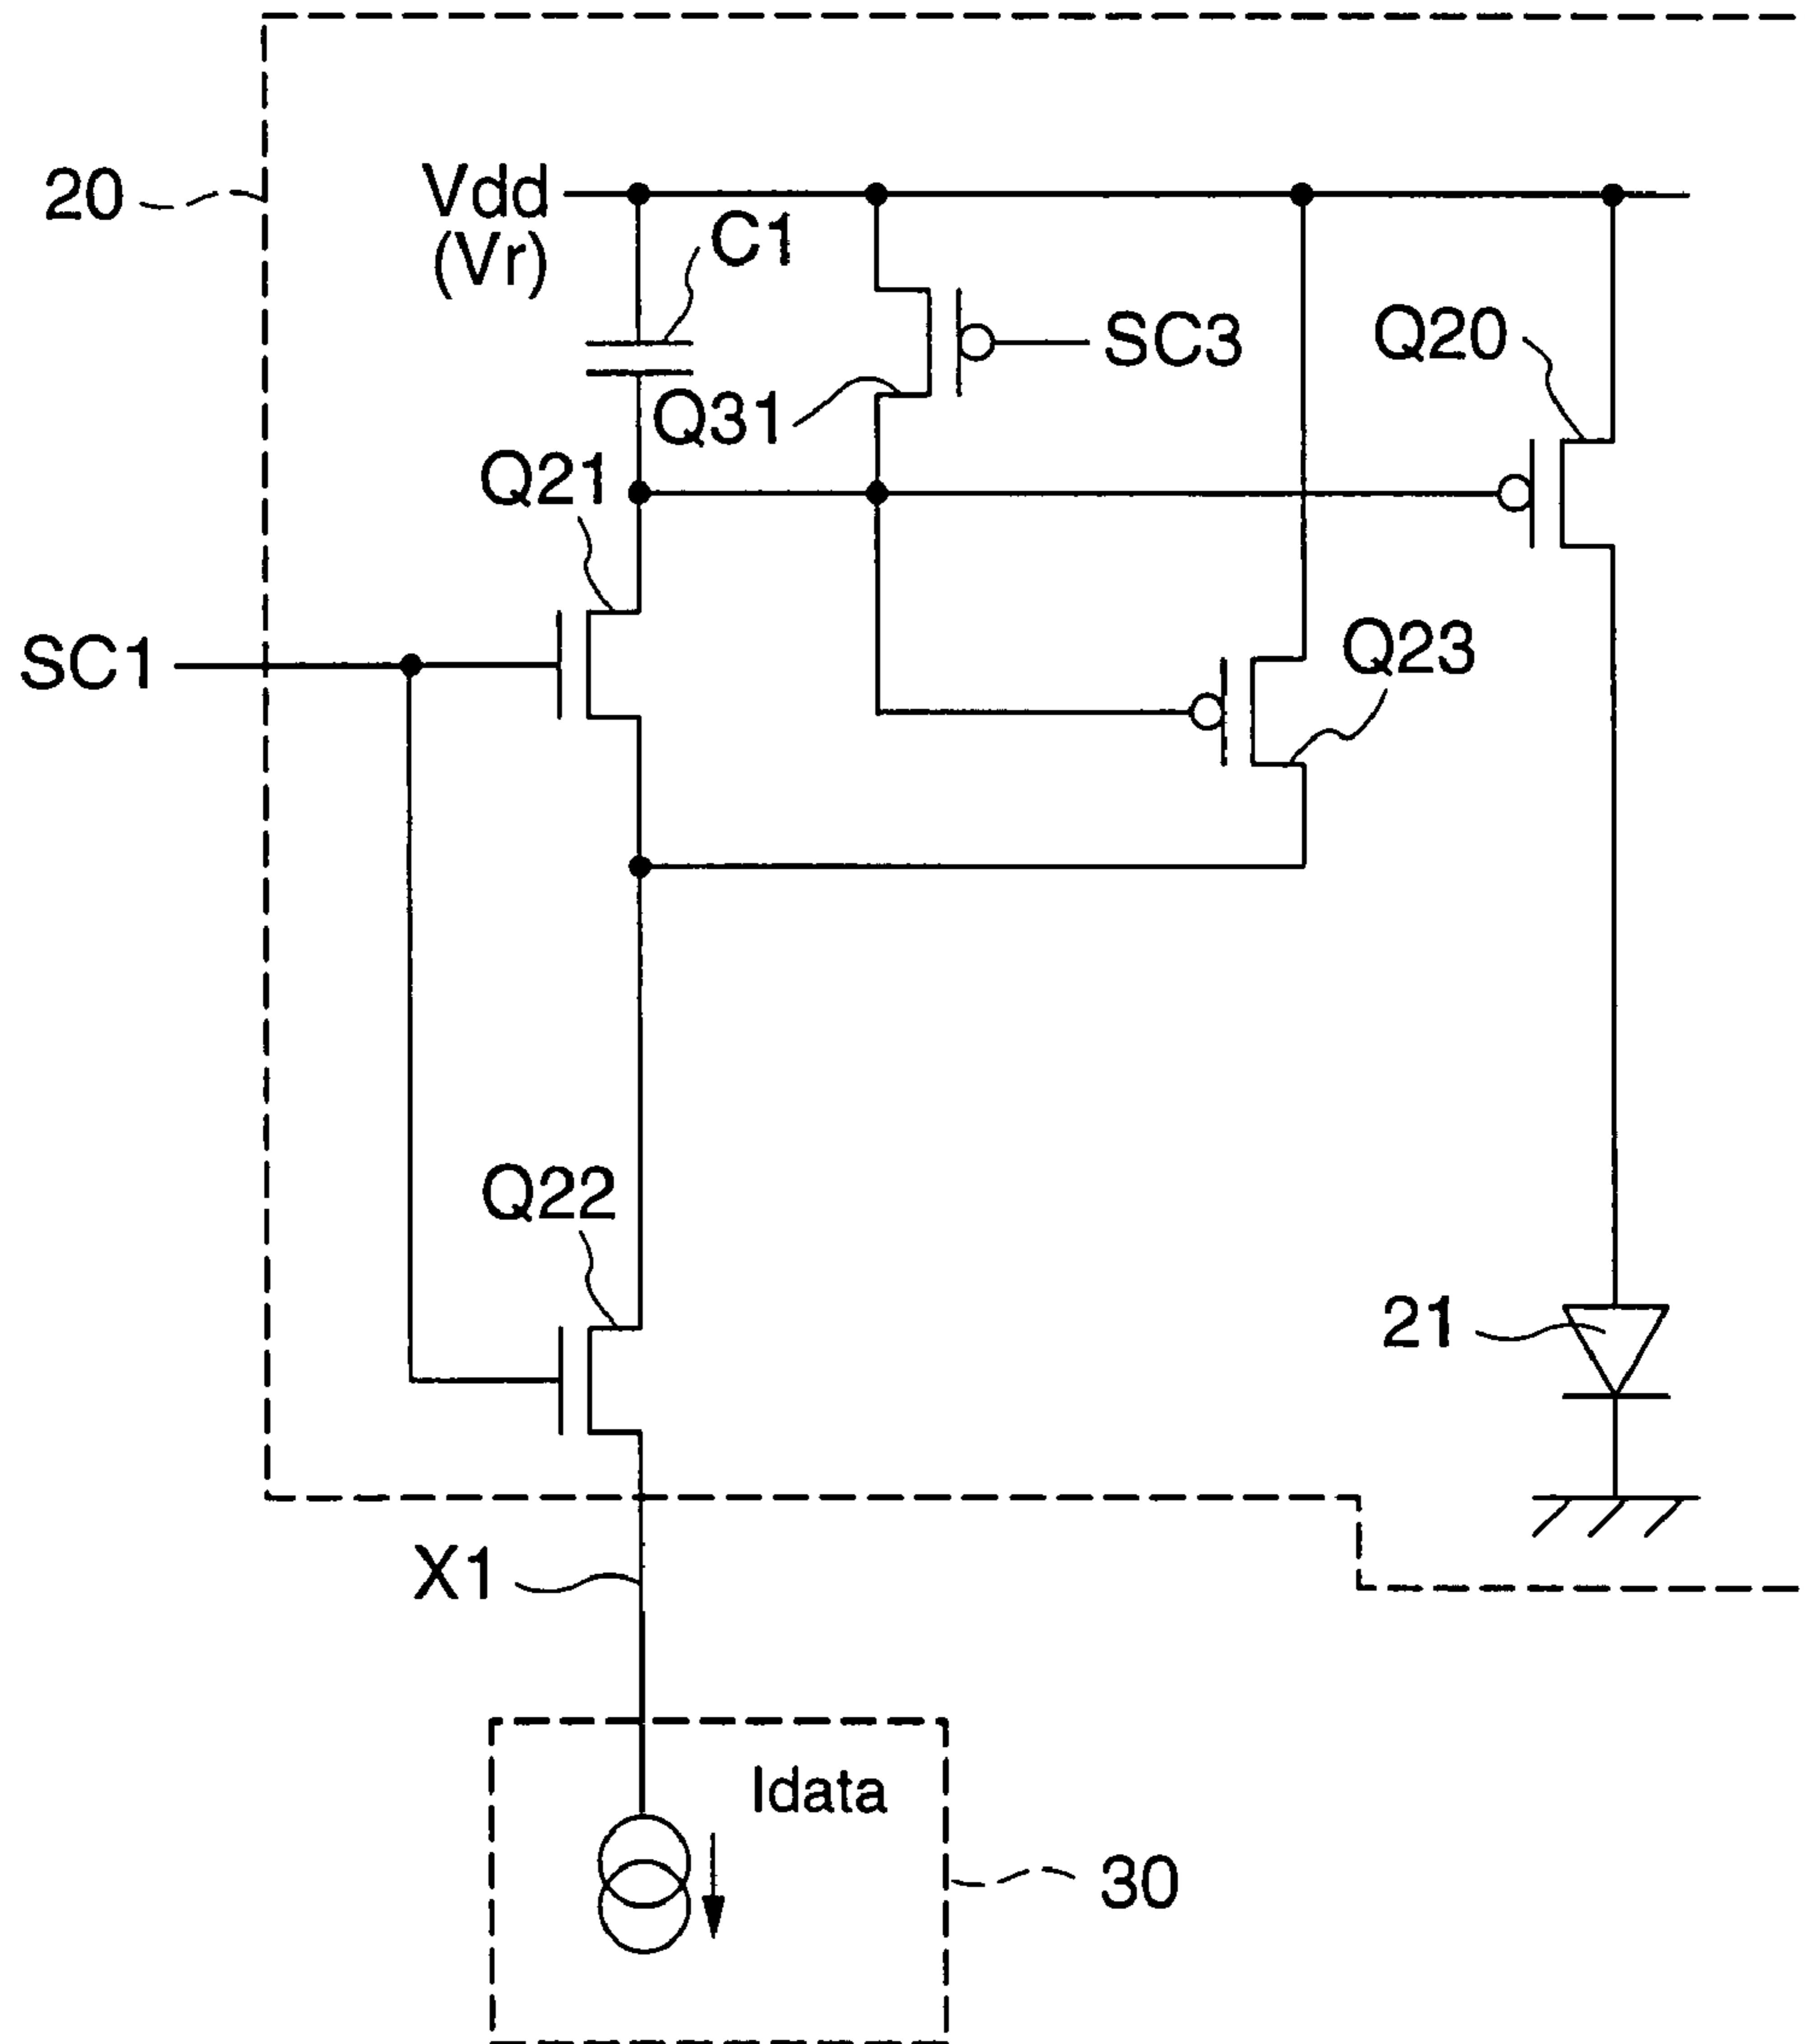 20
Vdd
(Vr)
C1
SC3
Q20
Q31
Q21
SC1
Q23
Q22
21
X1
Idata
30